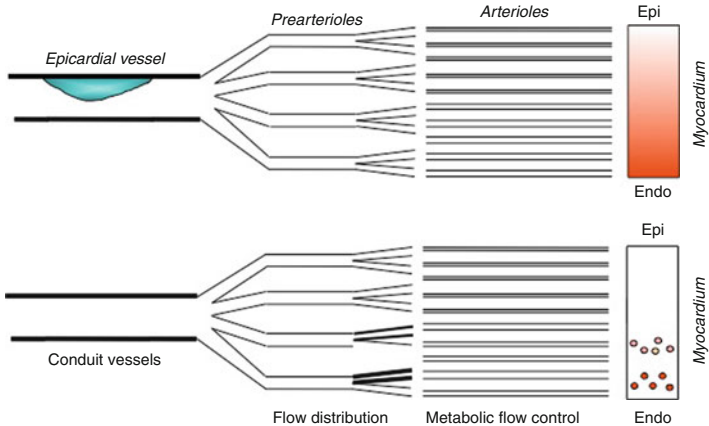 Prearterioles
Arterioles
Epi
Epicardial vessel
Myocardium
Endo
Epi
Myocardium
Conduit vessels
Flow distribution
Metabolic flow control
Endo